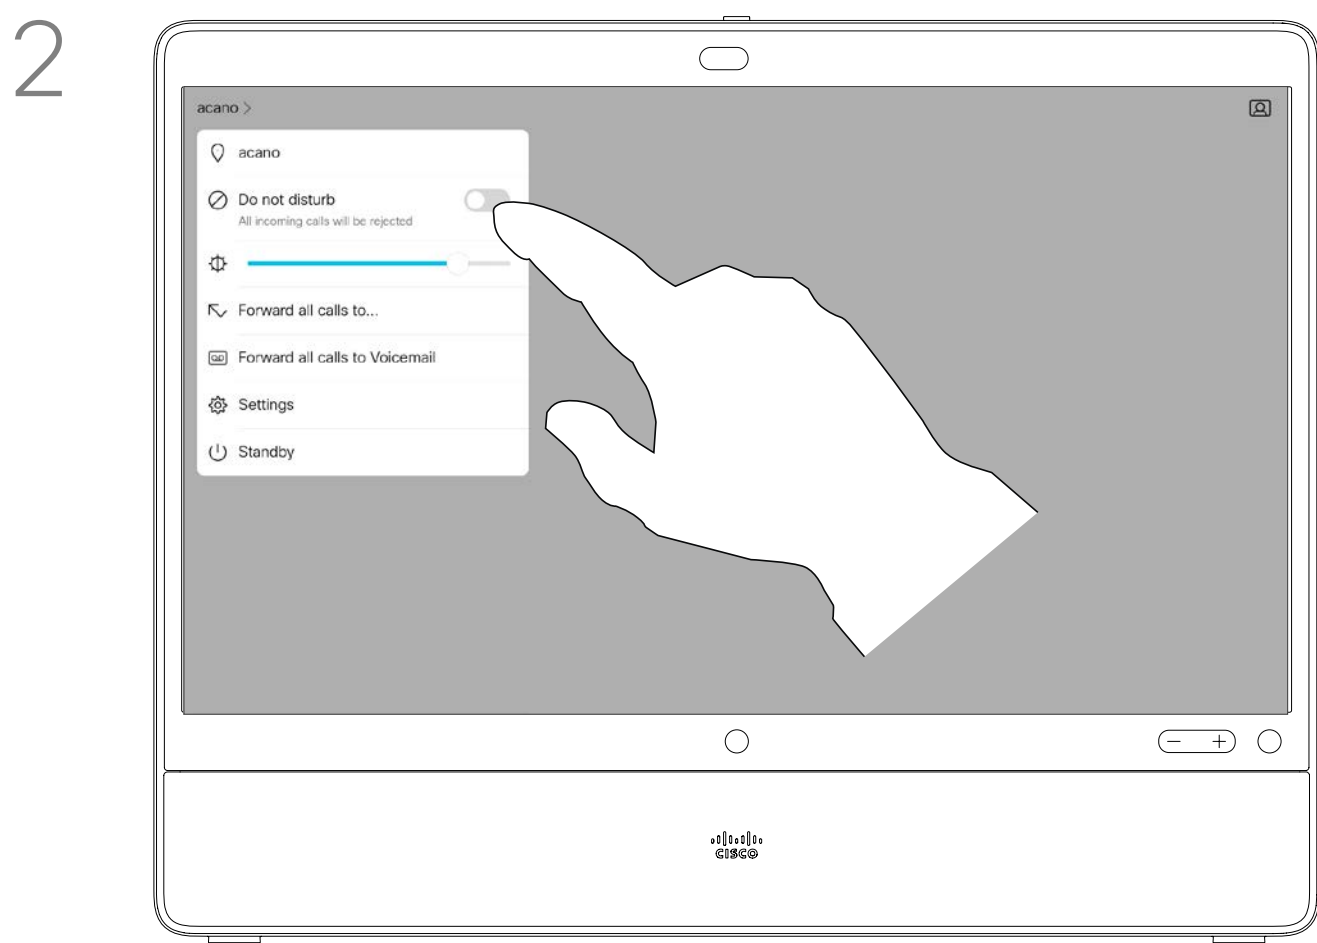 2
acano >
acano
Do not disturb
All incoming calls will be rejected
Forward all calls to...
Forward all calls to Voicemail
Settings
Standby
− +
CISCO